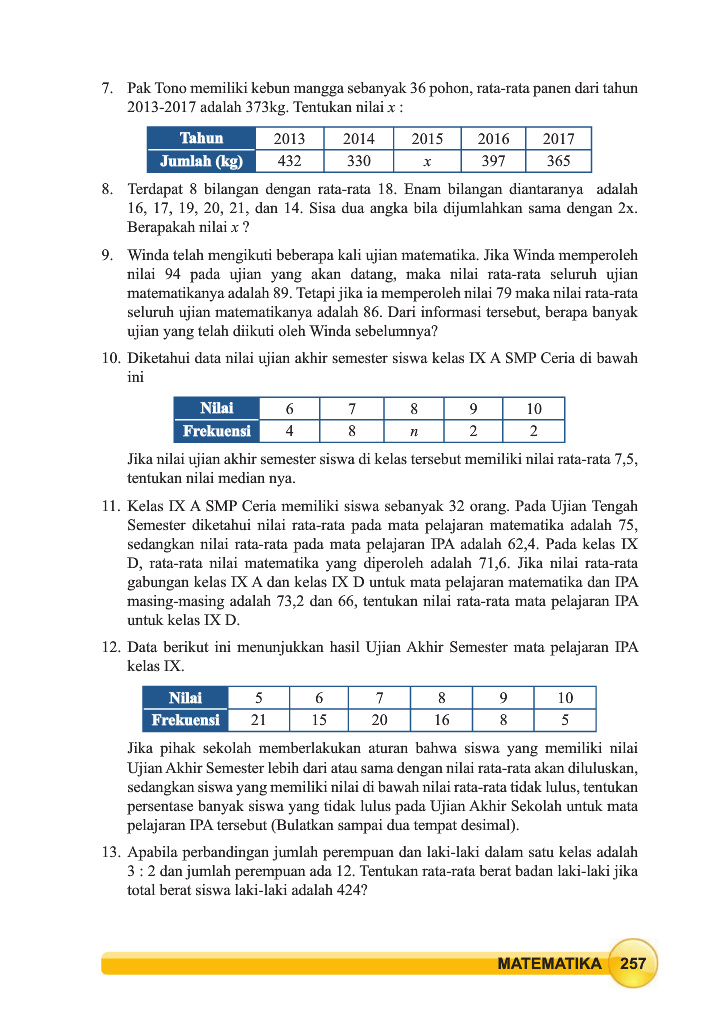 7. Pak Tono memiliki kebun mangga sebanyak 36 pohon, rata-rata panen dari tahun
2013-2017 adalah 373kg. Tentukan nilai x :
Tahun 2013 2014 2015 2016 2017
Jumlah (kg) 432 330 x 397 365
8. Terdapat 8 bilangan dengan rata-rata 18. Enam bilangan diantaranya adalah
16, 17, 19, 20, 21, dan 14. Sisa dua angka bila dijumlahkan sama dengan 2x.
Berapakah nilai x ?
9. Winda telah mengikuti beberapa kali ujian matematika. Jika Winda memperoleh
nilai 94 pada ujian yang akan datang, maka nilai rata-rata seluruh ujian
matematikanya adalah 89. Tetapi jika ia memperoleh nilai 79 maka nilai rata-rata
seluruh ujian matematikanya adalah 86. Dari informasi tersebut, berapa banyak
ujian yang telah diikuti oleh Winda sebelumnya?
10. Diketahui data nilai ujian akhir semester siswa kelas IX A SMP Ceria di bawah
ini
Nilai 6 7 8 9 10
Frekuensi 4 8 n 2 2
Jika nilai ujian akhir semester siswa di kelas tersebut memiliki nilai rata-rata 7,5,
tentukan nilai median nya.
11. Kelas IX A SMP Ceria memiliki siswa sebanyak 32 orang. Pada Ujian Tengah
Semester diketahui nilai rata-rata pada mata pelajaran matematika adalah 75,
sedangkan nilai rata-rata pada mata pelajaran IPA adalah 62,4. Pada kelas IX
D, rata-rata nilai matematika yang diperoleh adalah 71,6. Jika nilai rata-rata
gabungan kelas IX A dan kelas IX D untuk mata pelajaran matematika dan IPA
masing-masing adalah 73,2 dan 66, tentukan nilai rata-rata mata pelajaran IPA
untuk kelas IX D.
12. Data berikut ini menunjukkan hasil Ujian Akhir Semester mata pelajaran IPA
kelas IX.
Nilai 5 6 7 8 9 10
Frekuensi 21 15 20 16 8 5
Jika pihak sekolah memberlakukan aturan bahwa siswa yang memiliki nilai
Ujian Akhir Semester lebih dari atau sama dengan nilai rata-rata akan diluluskan,
sedangkan siswa yang memiliki nilai di bawah nilai rata-rata tidak lulus, tentukan
persentase banyak siswa yang tidak lulus pada Ujian Akhir Sekolah untuk mata
pelajaran IPA tersebut (Bulatkan sampai dua tempat desimal).
13. Apabila perbandingan jumlah perempuan dan laki-laki dalam satu kelas adalah
3 : 2 dan jumlah perempuan ada 12. Tentukan rata-rata berat badan laki-laki jika
total berat siswa laki-laki adalah 424?
MATEMATIKA 257